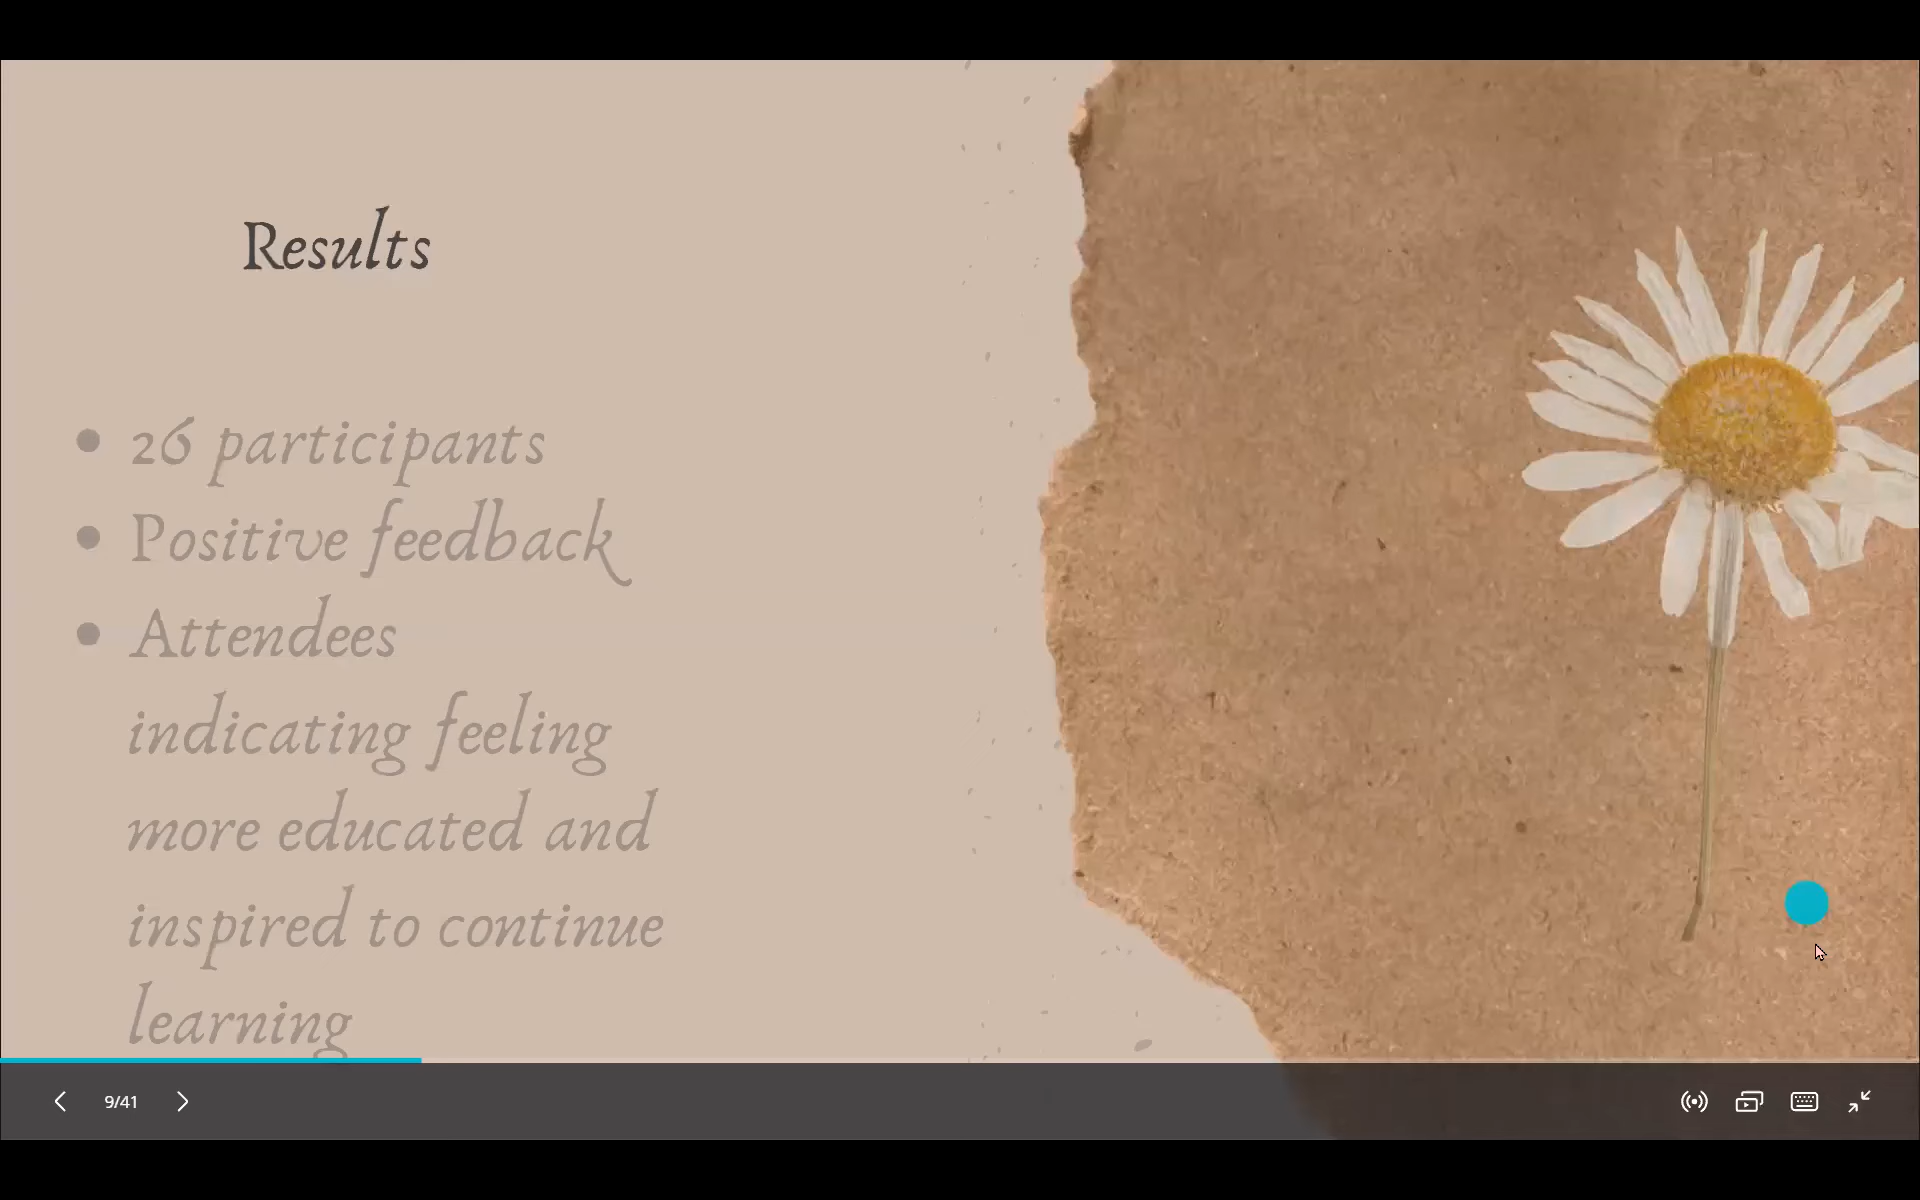 Results
• 26 participants
• Positive feedback
• Attendees
indicating feeling
more educated and
inspired to continue
learning
9/41